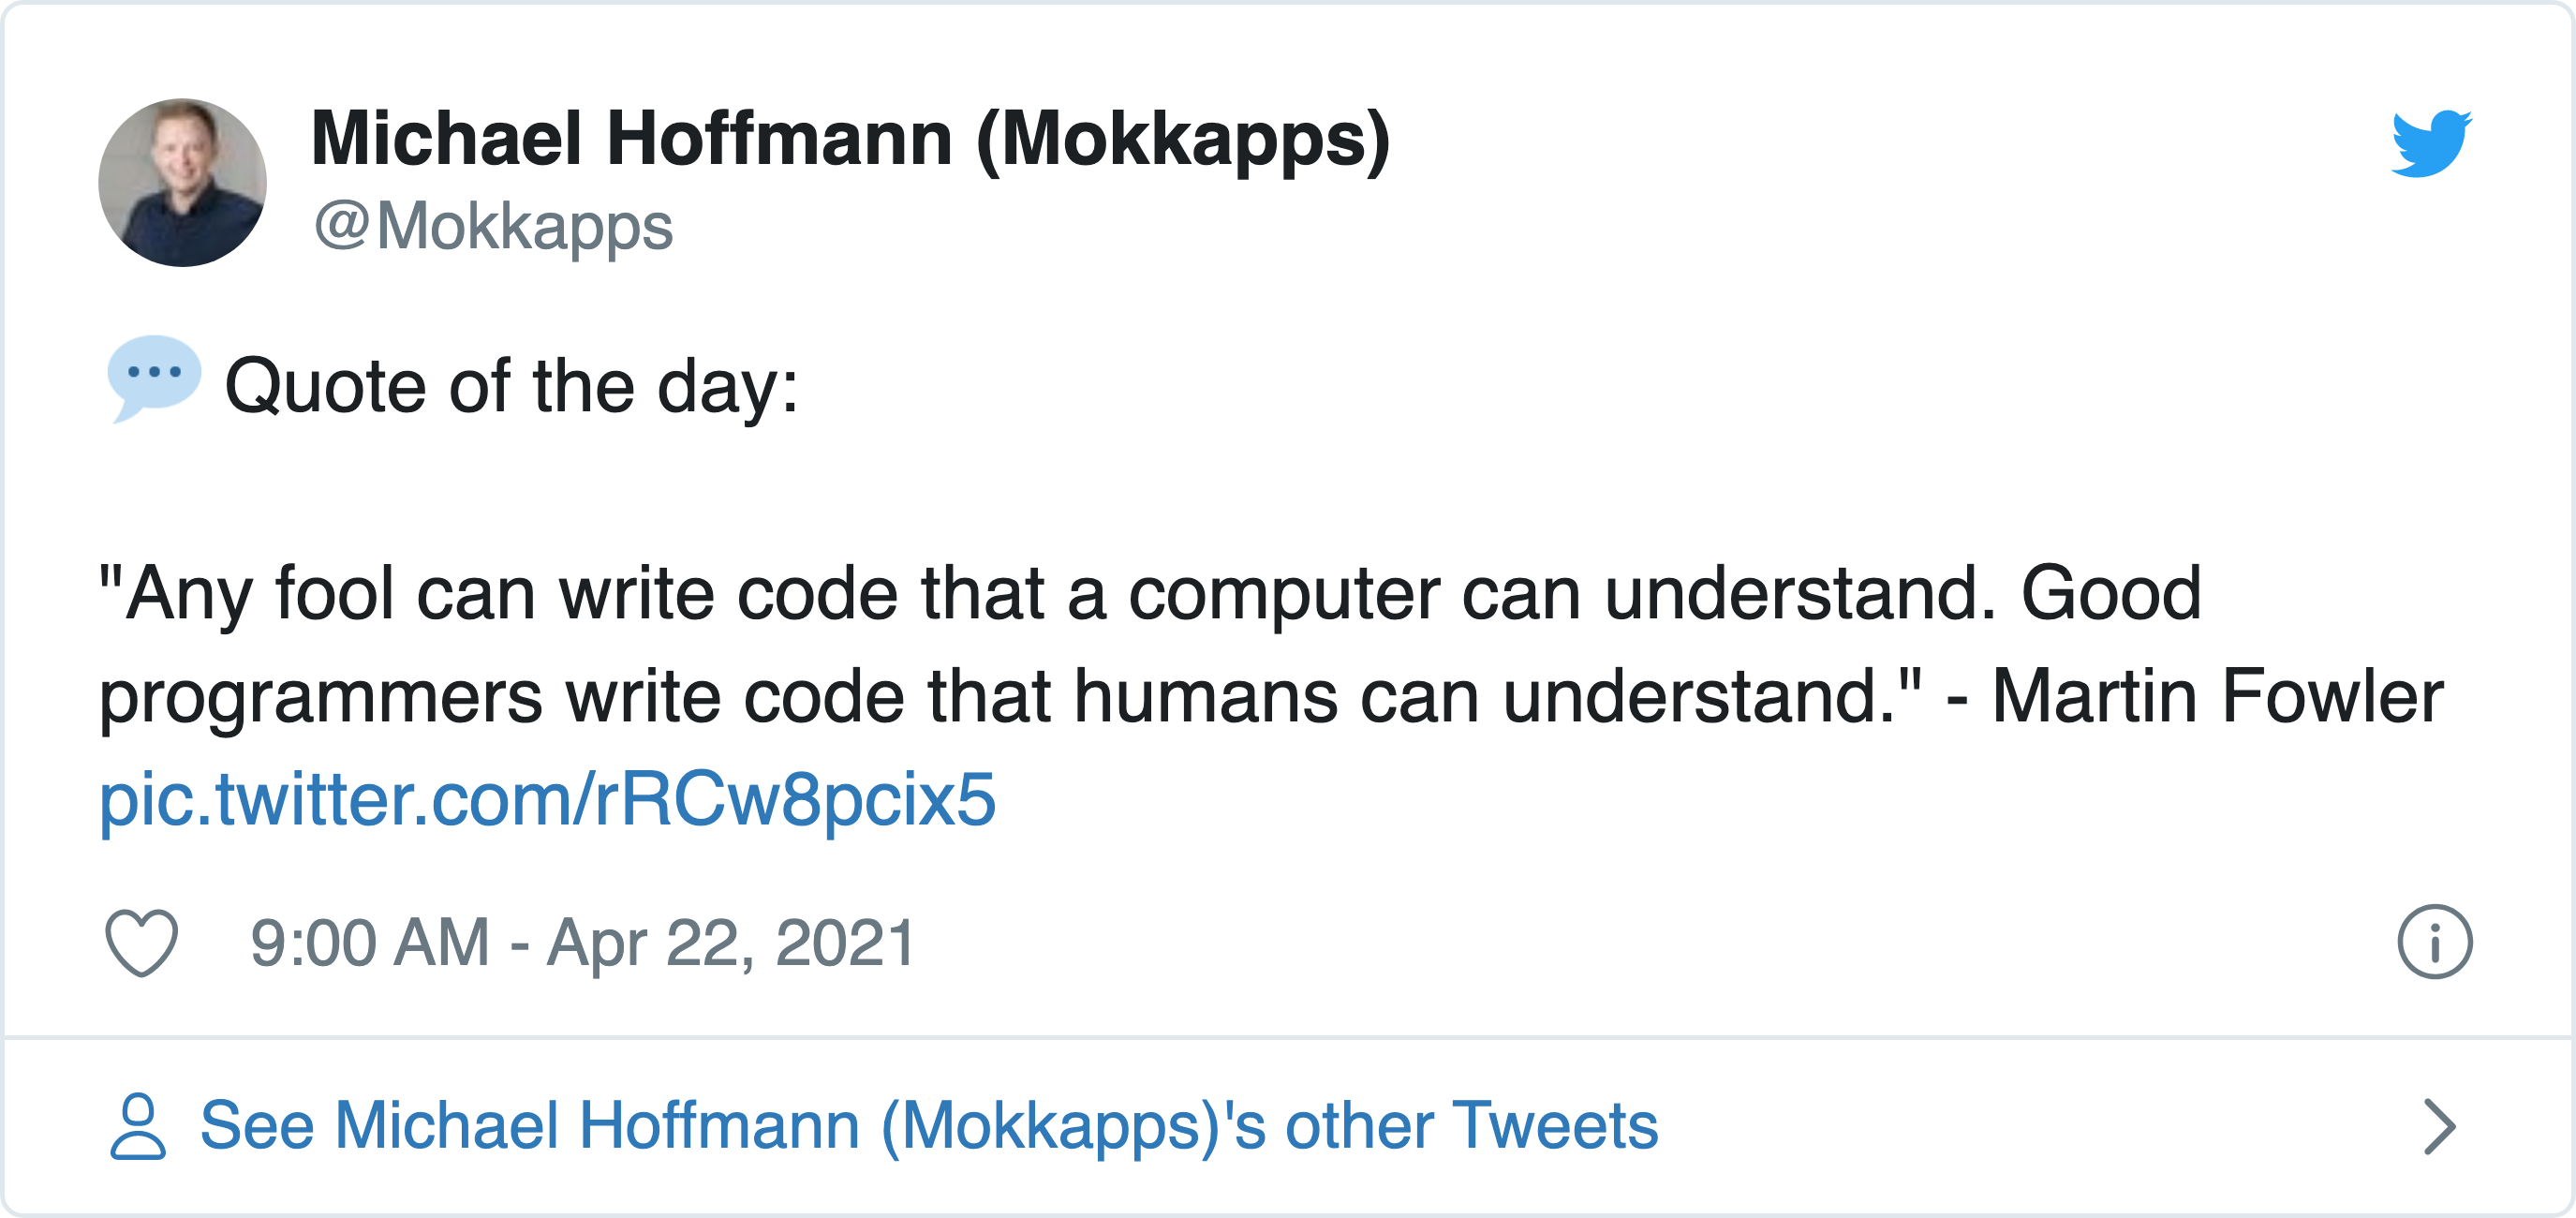 Michael Hoffmann (Mokkapps)
@Mokkapps
💬 Quote of the day:
"Any fool can write code that a computer can understand. Good
programmers write code that humans can understand." - Martin Fowler
pic.twitter.com/rRCw8pcix5
9:00 AM - Apr 22, 2021
See Michael Hoffmann (Mokkapps)'s other Tweets